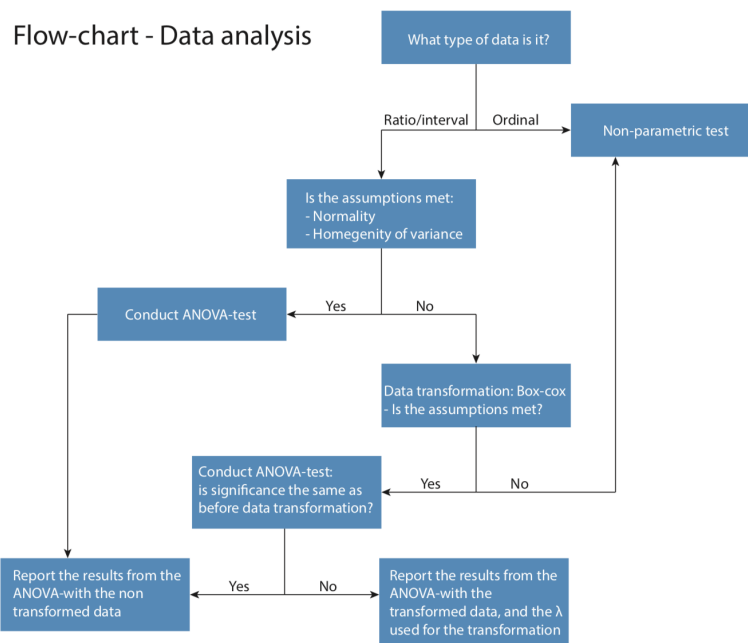 Flow-chart - Data analysis
What type of data is it?
Ratio/interval
Ordinal
Non-parametric test
Is the assumptions met:
- Normality
- Homegenity of variance
Yes
No
Conduct ANOVA-test
Data transformation: Box-cox
- Is the assumptions met?
Yes
No
Conduct ANOVA-test:
is significance the same as
before data transformation?
Yes
No
Report the results from the
ANOVA-with the non
transformed data
Report the results from the
ANOVA-with the
transformed data, and the λ
used for the transformation